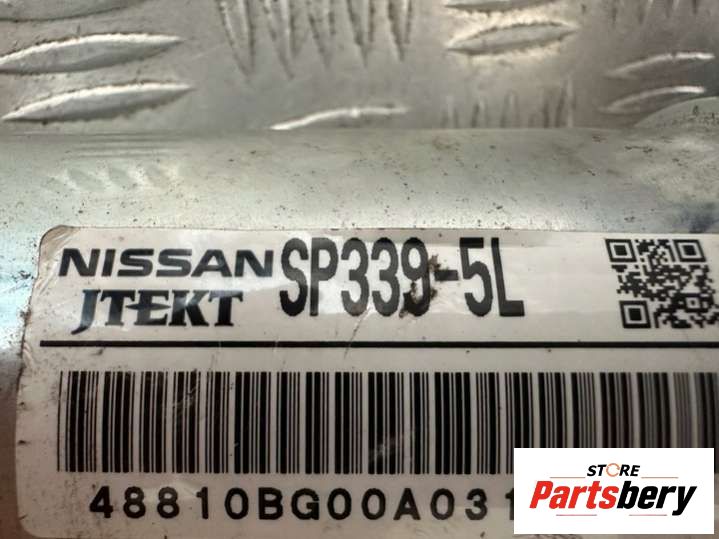 NISSAN SP339-5L
JTEKT
48810BG00A031
STORE
Partsbery